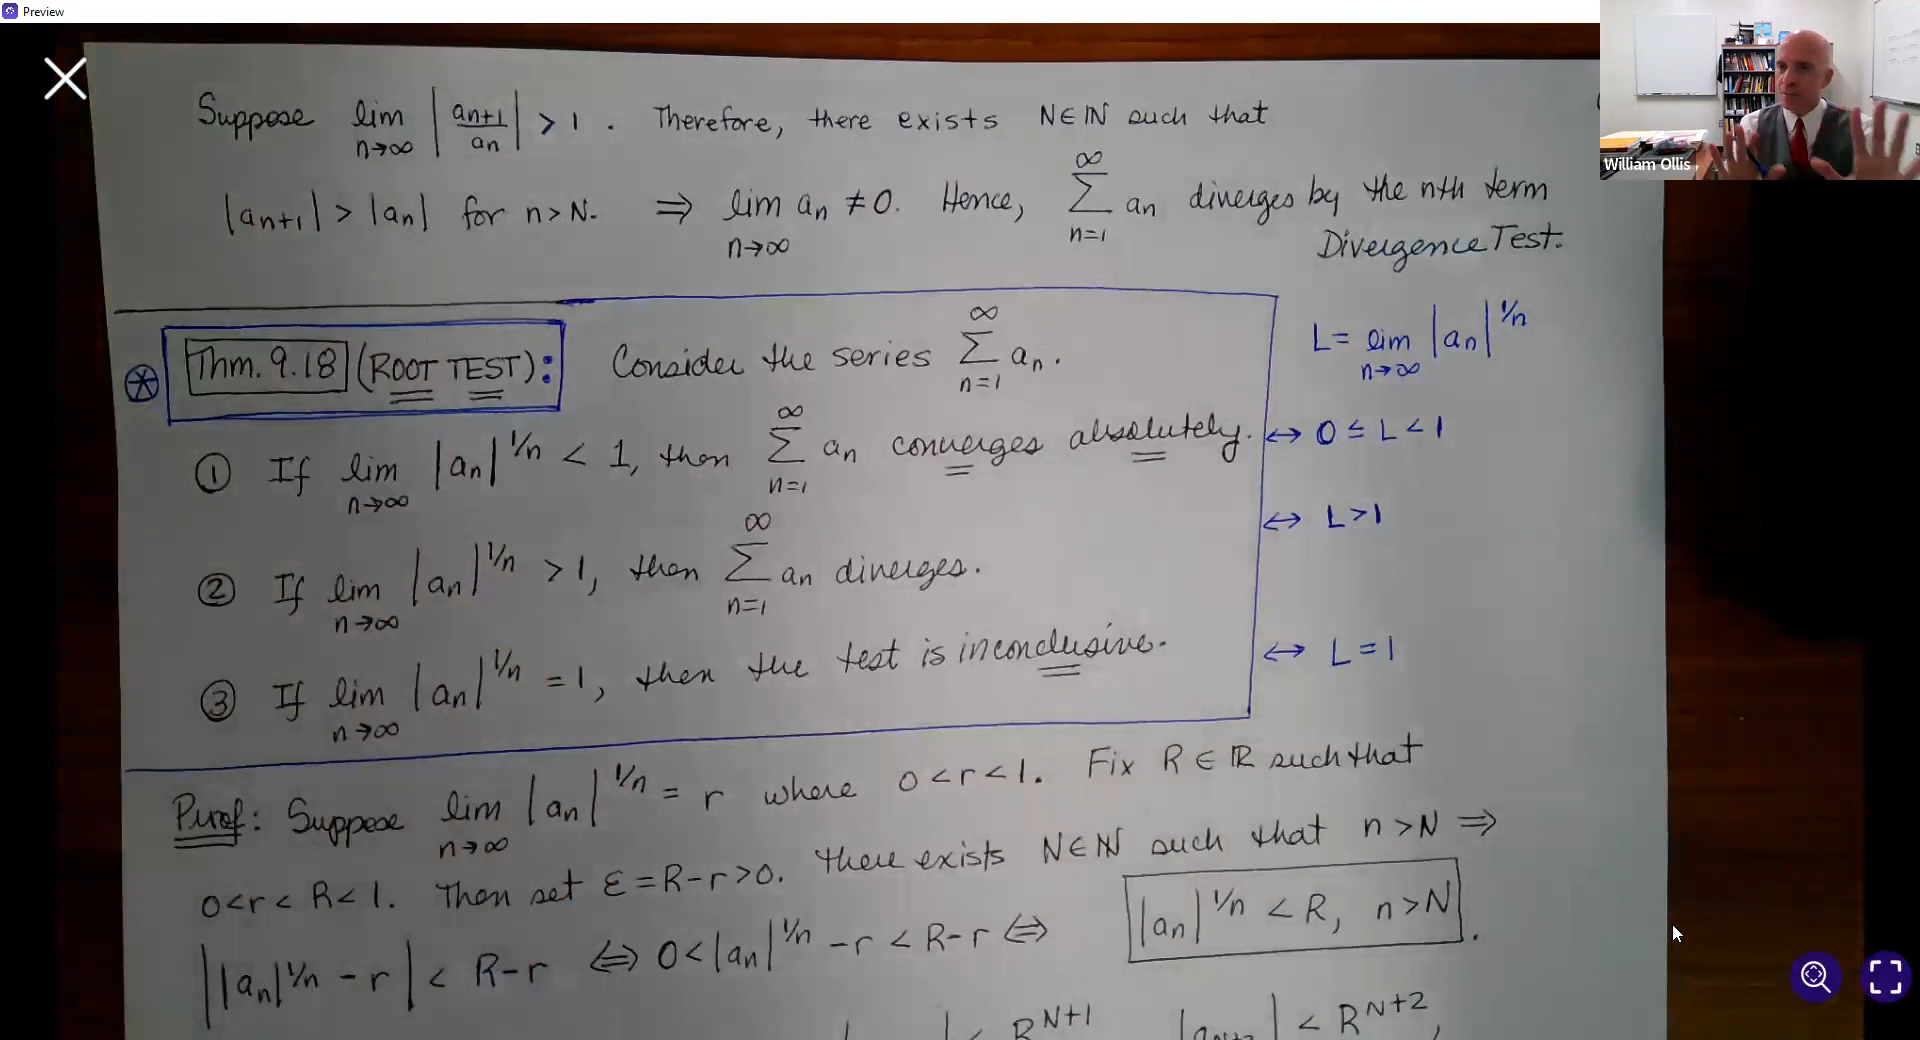 Preview
Suppose lim n→∞ |an+1/an| > 1. Therefore, there exists N∈ℕ such that
|an+1| > |an| for n>N. ⇒ lim n→∞ an ≠ 0. Hence, ∞ Σ n=1 an diverges by the nth term
Divergence Test.
William Ollis
Thm. 9.18 (ROOT TEST): Consider the series ∞ Σ n=1 an.
L = lim n→∞ |an|^1/n
① If lim n→∞ |an|^1/n < 1, then ∞ Σ n=1 an converges absolutely. ↔ 0 ≤ L < 1
② If lim n→∞ |an|^1/n > 1, then ∞ Σ n=1 an diverges. ↔ L>1
③ If lim n→∞ |an|^1/n = 1, then the test is inconclusive. ↔ L=1
Proof: Suppose lim n→∞ |an|^1/n = r where 0<r<1. Fix R∈ℝ such that
0<r<R<1. Then set ε=R-r>0. There exists N∈ℕ such that n>N ⇒
||an|^1/n - r| < R-r ⇔ 0<|an|^1/n - r < R-r ⇔ |an|^1/n < R, n>N.
< R^N+1 |an+2| < R^N+2,